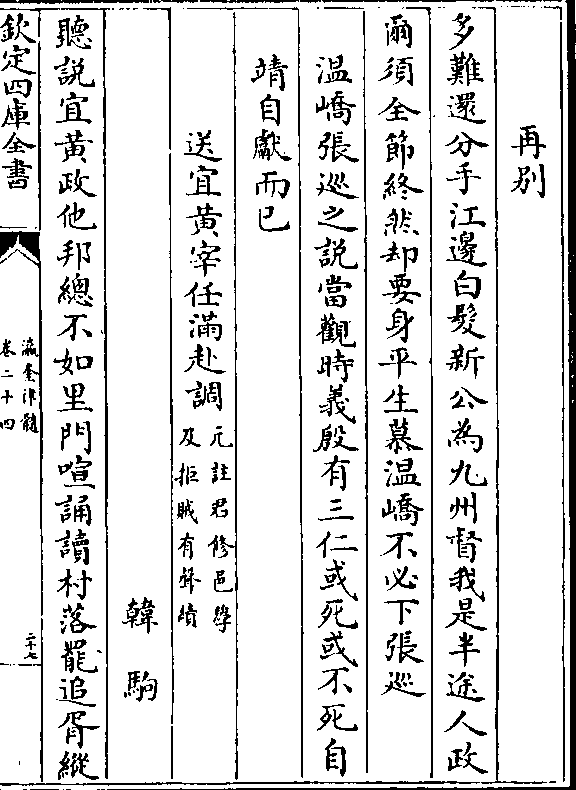 再别
多難還分手江邊白髮新公為九州督我是半途人政
爾須全節終然却要身平生慕温嶠不必下張巡
温嶠張巡之說當觀時義殷有三仁或死或不死自
靖自獻而已
送宜黄宰任滿赴調元註君修邑學及拒賊有聲績
韓駒
聽說宜黄政他邦總不如里門喧誦讀村落罷追胥縱
欽定四庫全書
瀛奎律髓
卷二十四
二十七